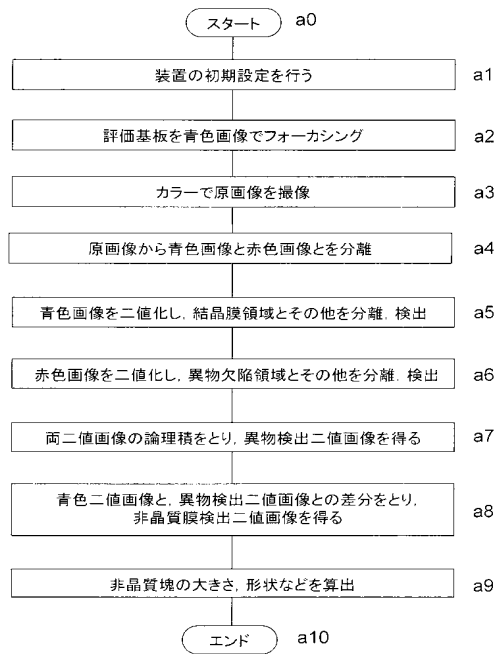 スタート a0
装置の初期設定を行う a1
評価基板を青色画像でフォーカシング a2
カラーで原画像を撮像 a3
原画像から青色画像と赤色画像とを分離 a4
青色画像を二値化し，結晶膜領域とその他を分離．検出 a5
赤色画像を二値化し，異物欠陥領域とその他を分離．検出 a6
両二値画像の論理積をとり，異物検出二値画像を得る a7
青色二値画像と，異物検出二値画像との差分をとり，
非晶質膜検出二値画像を得る a8
非晶質塊の大きさ，形状などを算出 a9
エンド a10